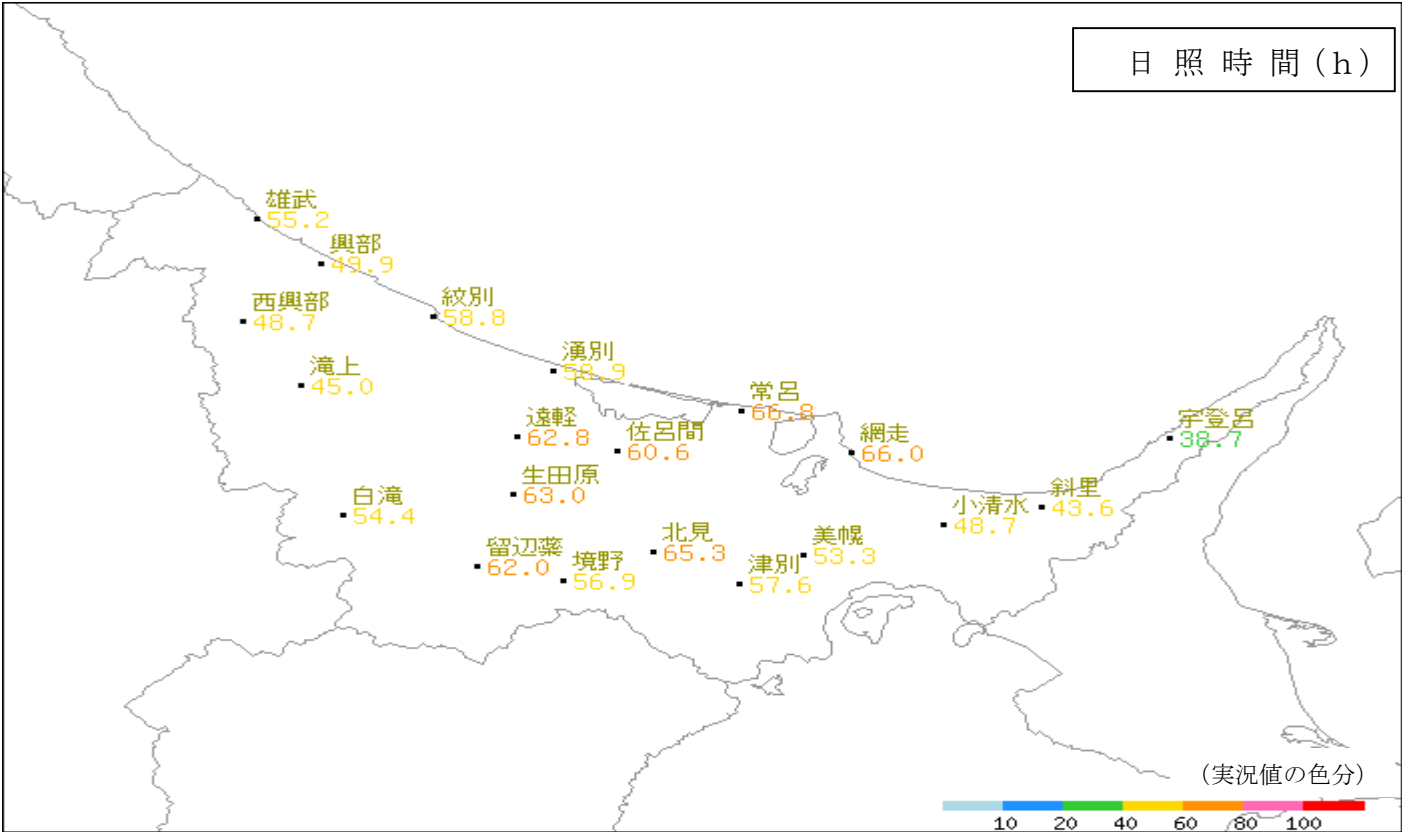 日照時間(h)
雄武
55.2
興部
49.9
西興部
48.7
紋別
58.8
湧別
58.9
滝上
45.0
常呂
66.8
遠軽
62.8
佐呂間
60.6
網走
66.0
宇登呂
38.7
生田原
63.0
白滝
54.4
斜里
43.6
小清水
48.7
北見
65.3
美幌
53.3
留辺蘂
62.0
境野
56.9
津別
57.6
(実況値の色分)
10 20 40 60 80 100